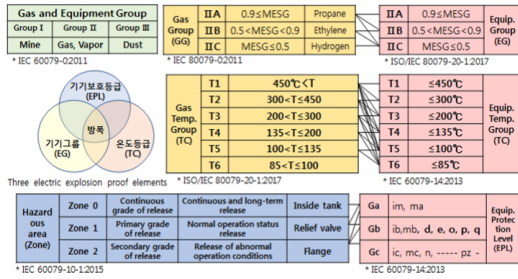 Gas and Equipment Group
Group Ⅰ Group Ⅱ Group Ⅲ
Mine Gas, Vapor Dust
* IEC 60079-02011
Gas Group (GG)
ⅡA 0.9≤MESG Propane
ⅡB 0.5<MESG<0.9 Ethylene
ⅡC MESG≤0.5 Hydrogen
* IEC 80079-02011
ⅡA 0.9≤MESG
ⅡB 0.5<MESG<0.9
ⅡC MESG≤0.5
Equip. Group (EG)
* ISO/IEC 80079-20-1:2017
기기보호등급
(EPL)
방폭
기기그룹
(EG)
온도등급
(TC)
Three electric explosion proof elements
Gas Temp. Group (TC)
T1 450℃<T
T2 300<T≤450
T3 200<T≤300
T4 135<T≤200
T5 100<T≤135
T6 85<T≤100
* ISO/IEC 80079-20-1:2017
T1 ≤450℃
T2 ≤300℃
T3 ≤200℃
T4 ≤135℃
T5 ≤100℃
T6 ≤85℃
Equip. Temp. Group (TC)
* IEC 60079-14:2013
Hazardous area (Zone)
Zone 0 Continuous grade of release Continuous and long-term release Inside tank
Zone 1 Primary grade of release Normal operation status release Relief valve
Zone 2 Secondary grade of release Release of abnormal operation conditions Flange
* IEC 60079-10-1:2015
Ga im, ma
Gb ib,mb, d, e, o, p, q
Gc ic, mc, n, ----- pz -
Equip. Protection Level (EPL)
* IEC 60079-14:2013